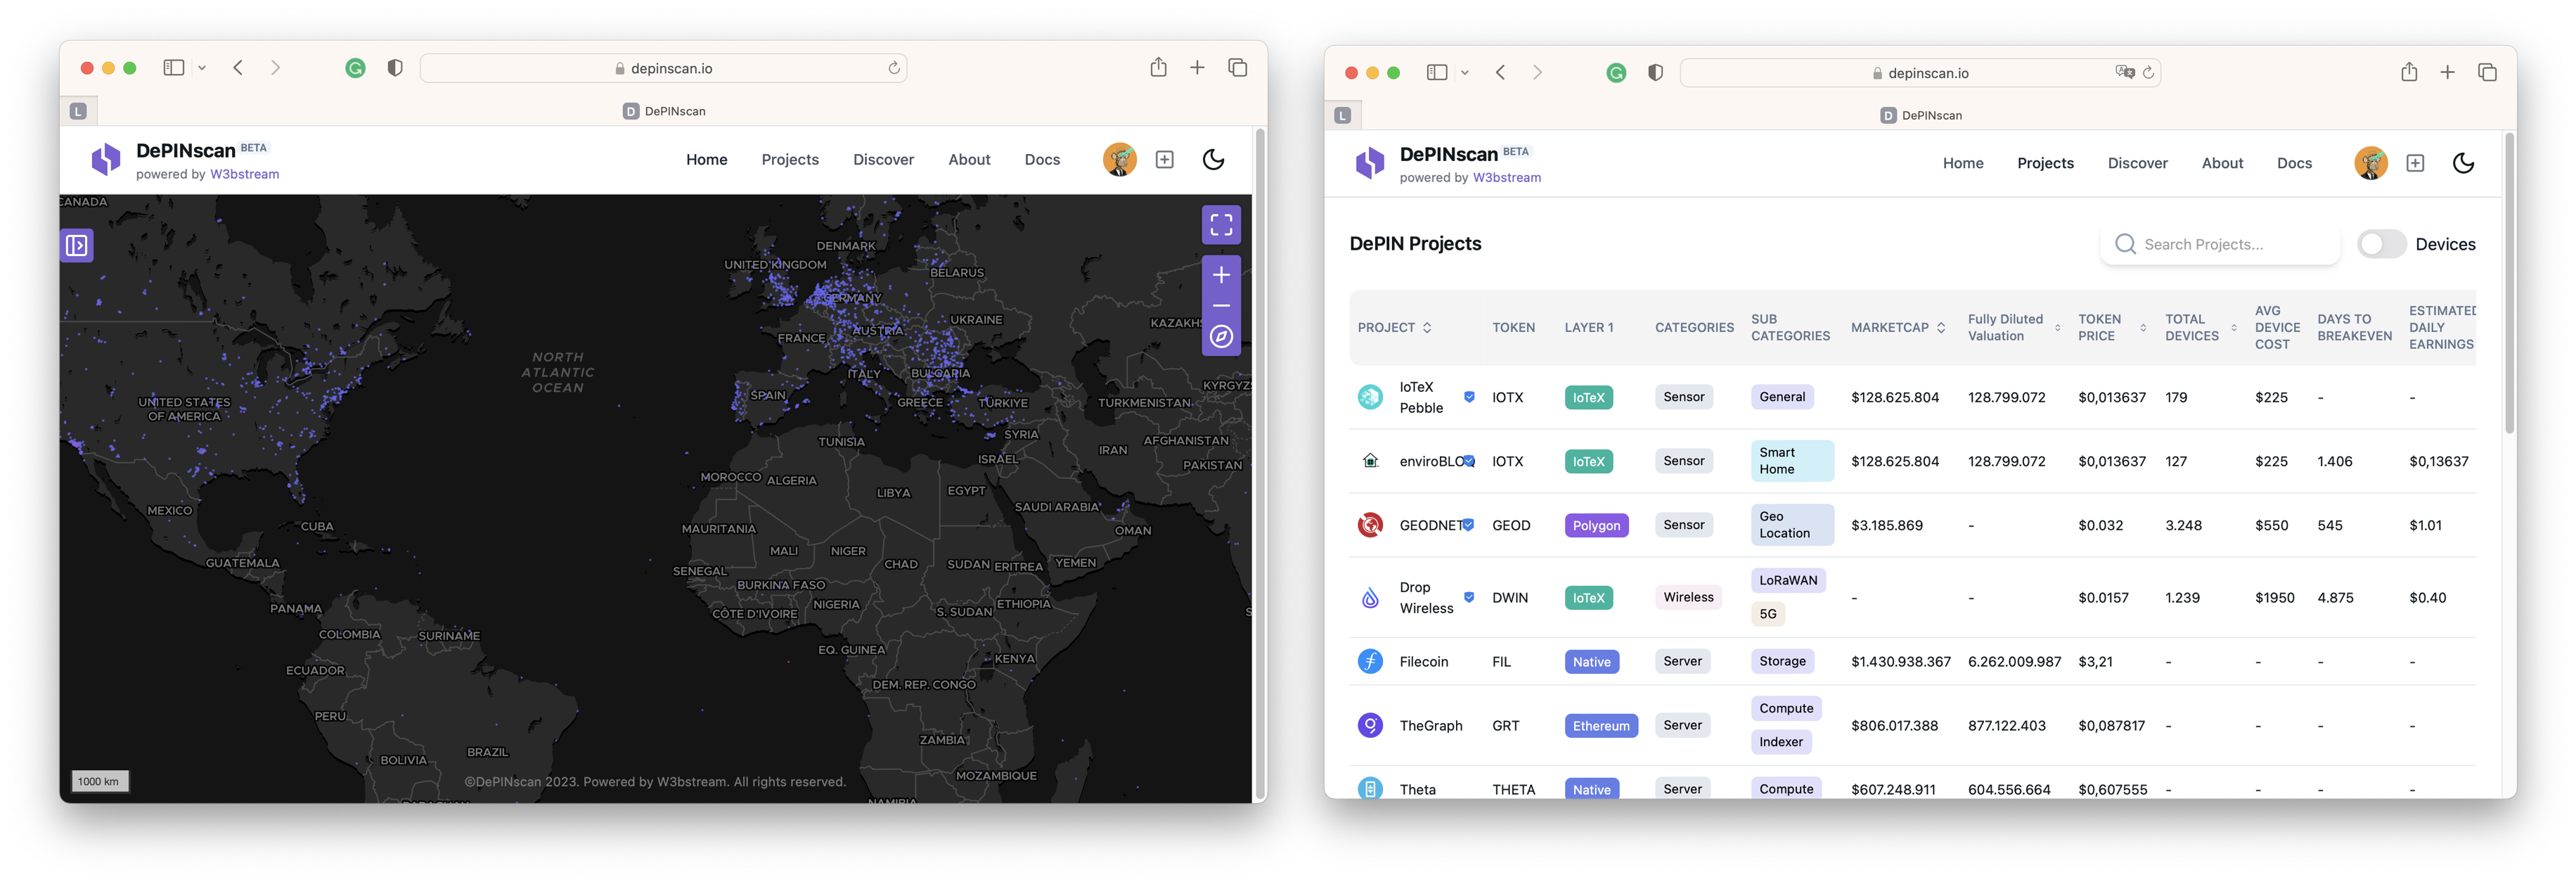 depinscan.io
L
D DePINscan
DePINscan BETA
powered by W3bstream
Home Projects Discover About Docs
CANADA
DENMARK
UNITED KINGDOM
BELARUS
GERMANY
UKRAINE
KAZAKHS
AUSTRIA
FRANCE
NORTH
ATLANTIC
OCEAN
ITALY
BULGARIA
KYRGYZS
SPAIN
GREECE
TÜRKIYE
TURKMENISTAN
UNITED STATES
OF AMERICA
TUNISIA
SYRIA
AFGHANISTAN
IRAN
ISRAEL
PAKISTAN
MOROCCO
ALGERIA
LIBYA
EGYPT
SAUDI ARABIA
MEXICO
CUBA
MAURITANIA
OMAN
MALI
NIGER
GUATEMALA
SENEGAL
CHAD
SUDAN
ERITREA
YEMEN
BURKINA FASO
PANAMA
NIGERIA
ETHIOPIA
CÔTE D'IVOIRE
S. SUDAN
COLOMBIA
SURINAME
EQ. GUINEA
KENYA
ECUADOR
DEM. REP. CONGO
PERU
ZAMBIA
BRAZIL
BOLIVIA
MOZAMBIQUE
1000 km
©DePINscan 2023. Powered by W3bstream. All rights reserved.
NAMIBIA
depinscan.io
L
D DePINscan
DePINscan BETA
powered by W3bstream
Home Projects Discover About Docs
DePIN Projects
Search Projects...
Devices
PROJECT TOKEN LAYER 1 CATEGORIES SUB CATEGORIES MARKETCAP Fully Diluted Valuation TOKEN PRICE TOTAL DEVICES AVG DEVICE COST DAYS TO BREAKEVEN ESTIMATED DAILY EARNINGS
IoTeX Pebble IOTX IoTeX Sensor General $128.625.804 128.799.072 $0,013637 179 $225 - -
enviroBLOQ IOTX IoTeX Sensor Smart Home $128.625.804 128.799.072 $0,013637 127 $225 1.406 $0,13637
GEODNET GEOD Polygon Sensor Geo Location $3.185.869 - $0.032 3.248 $550 545 $1.01
Drop Wireless DWIN IoTeX Wireless LoRaWAN 5G - - $0.0157 1.239 $1950 4.875 $0.40
Filecoin FIL Native Server Storage $1.430.938.367 6.262.009.987 $3,21 - - - -
TheGraph GRT Ethereum Server Compute Indexer $806.017.388 877.122.403 $0,087817 - - - -
Theta THETA Native Server Compute $607.248.911 604.556.664 $0,607555 - - - -